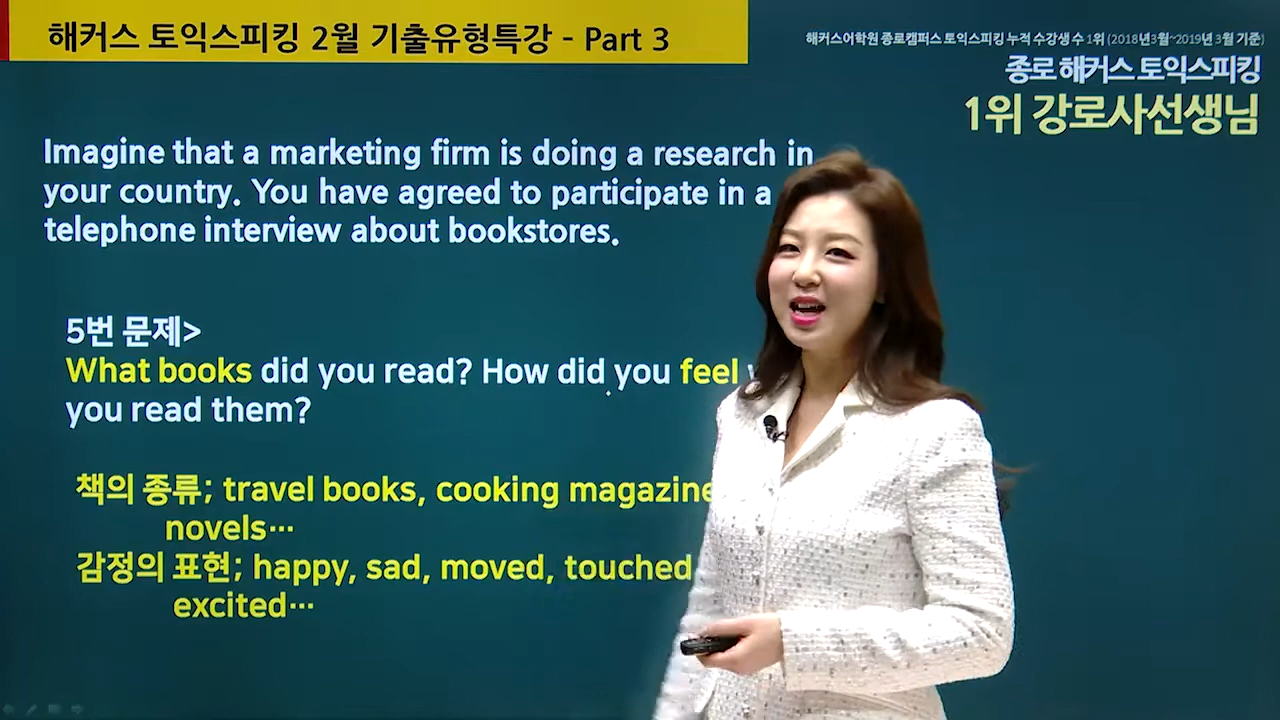 해커스 토익스피킹 2월 기출유형특강 - Part 3
해커스어학원 종로캠퍼스 토익스피킹 누적 수강생 수 1위 (2018년3월~2019년 3월 기준)
종로 해커스 토익스피킹
1위 강로사선생님
Imagine that a marketing firm is doing a research in
your country. You have agreed to participate in a
telephone interview about bookstores.
5번 문제>
What books did you read? How did you feel
you read them?
책의 종류; travel books, cooking magazine
novels…
감정의 표현; happy, sad, moved, touched
excited…